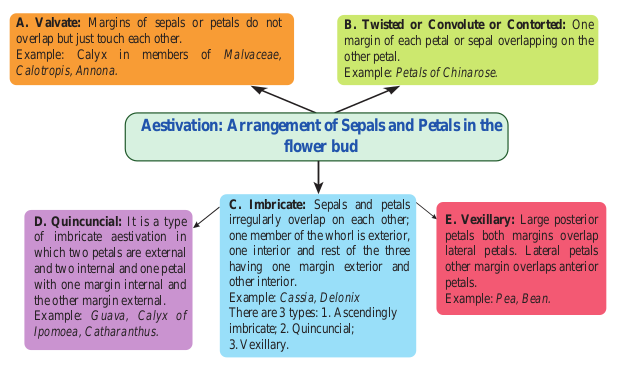 A. Valvate: Margins of sepals or petals do not
overlap but just touch each other.
Example: Calyx in members of Malvaceae,
Calotropis, Annona.
B. Twisted or Convolute or Contorted: One
margin of each petal or sepal overlapping on the
other petal.
Example: Petals of Chinarose.
Aestivation: Arrangement of Sepals and Petals in the
flower bud
D. Quincuncial: It is a type
of imbricate aestivation in
which two petals are external
and two internal and one petal
with one margin internal and
the other margin external.
Example: Guava, Calyx of
Ipomoea, Catharanthus.
C. Imbricate: Sepals and petals
irregularly overlap on each other;
one member of the whorl is exterior,
one interior and rest of the three
having one margin exterior and
other interior.
Example: Cassia, Delonix
There are 3 types: 1. Ascendingly
imbricate; 2. Quincuncial;
3. Vexillary.
E. Vexillary: Large posterior
petals both margins overlap
lateral petals. Lateral petals
other margin overlaps anterior
petals.
Example: Pea, Bean.